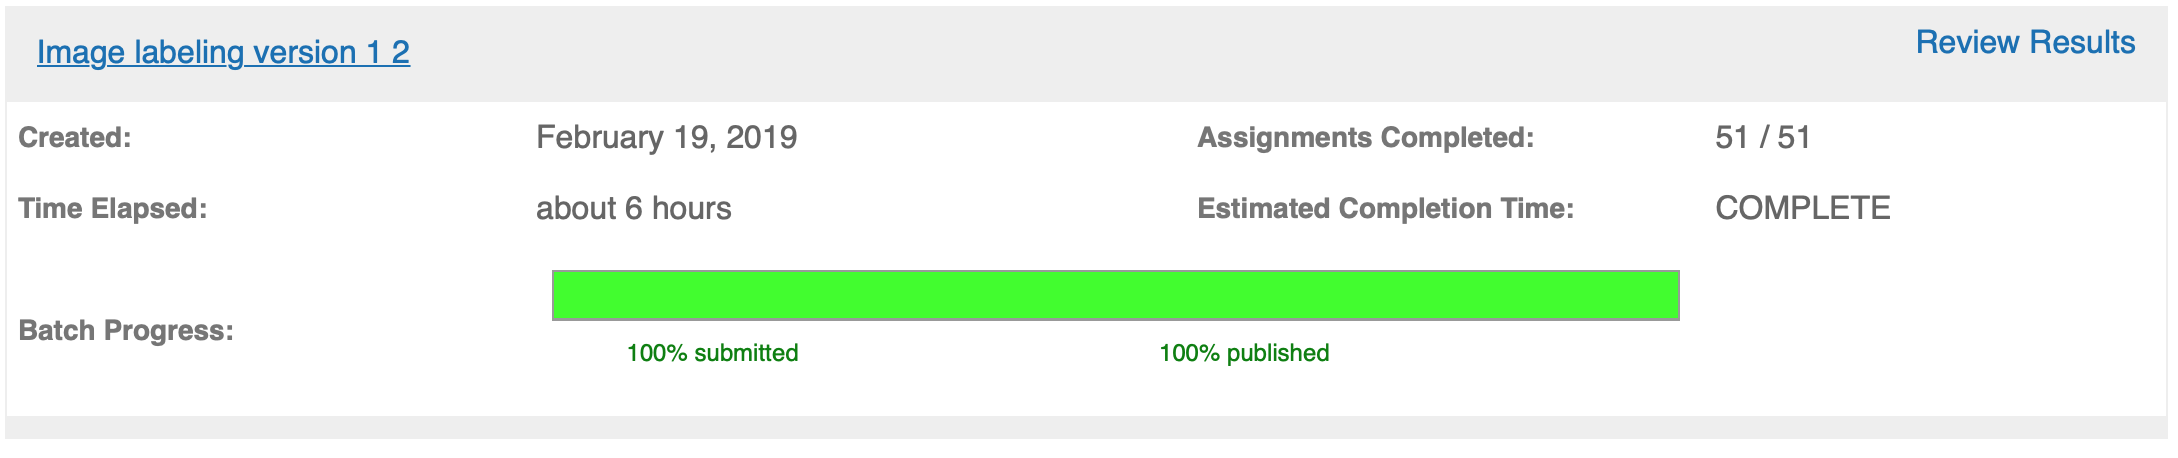 Image labeling version 1 2
Review Results
Created: February 19, 2019 Assignments Completed: 51 / 51
Time Elapsed: about 6 hours Estimated Completion Time: COMPLETE
Batch Progress:
100% submitted 100% published